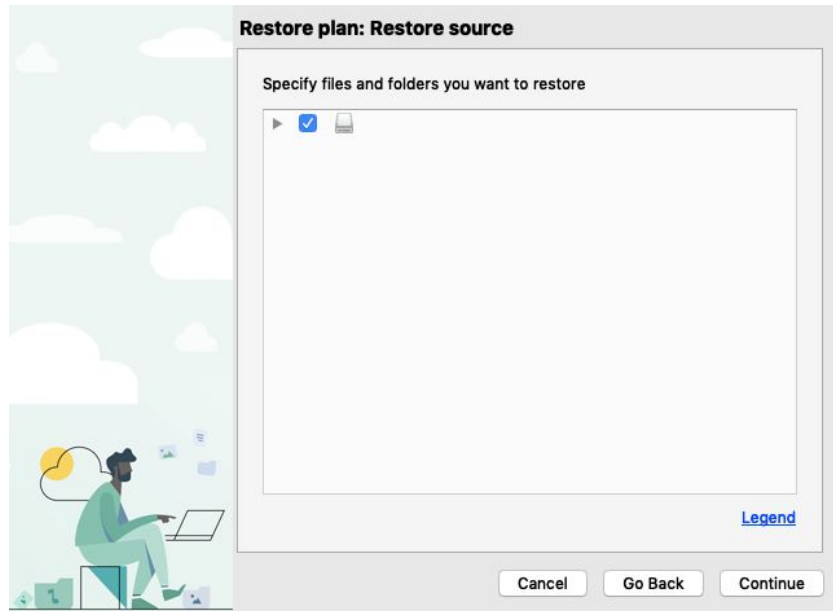 Restore plan: Restore source
Specify files and folders you want to restore
Legend
Cancel Go Back Continue